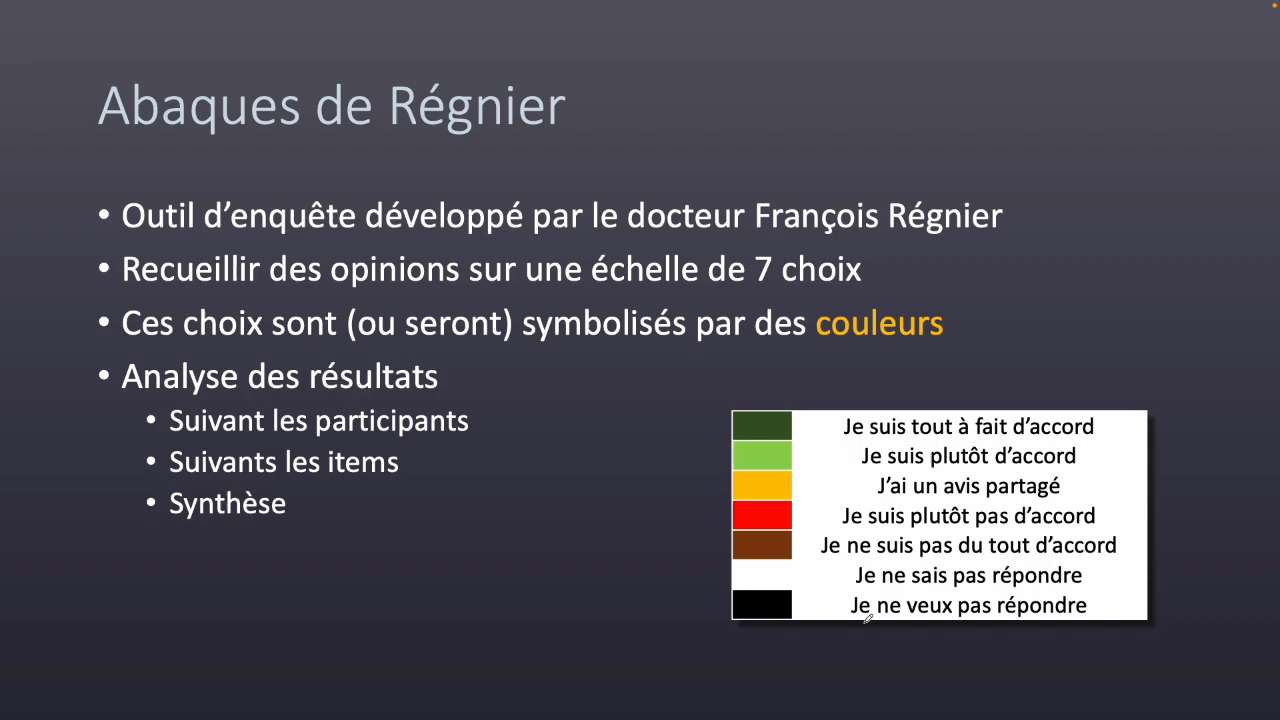 Abaques de Régnier
• Outil d’enquête développé par le docteur François Régnier
• Recueillir des opinions sur une échelle de 7 choix
• Ces choix sont (ou seront) symbolisés par des couleurs
• Analyse des résultats
• Suivant les participants
• Suivants les items
• Synthèse
Je suis tout à fait d’accord
Je suis plutôt d’accord
J’ai un avis partagé
Je suis plutôt pas d’accord
Je ne suis pas du tout d’accord
Je ne sais pas répondre
Je ne veux pas répondre